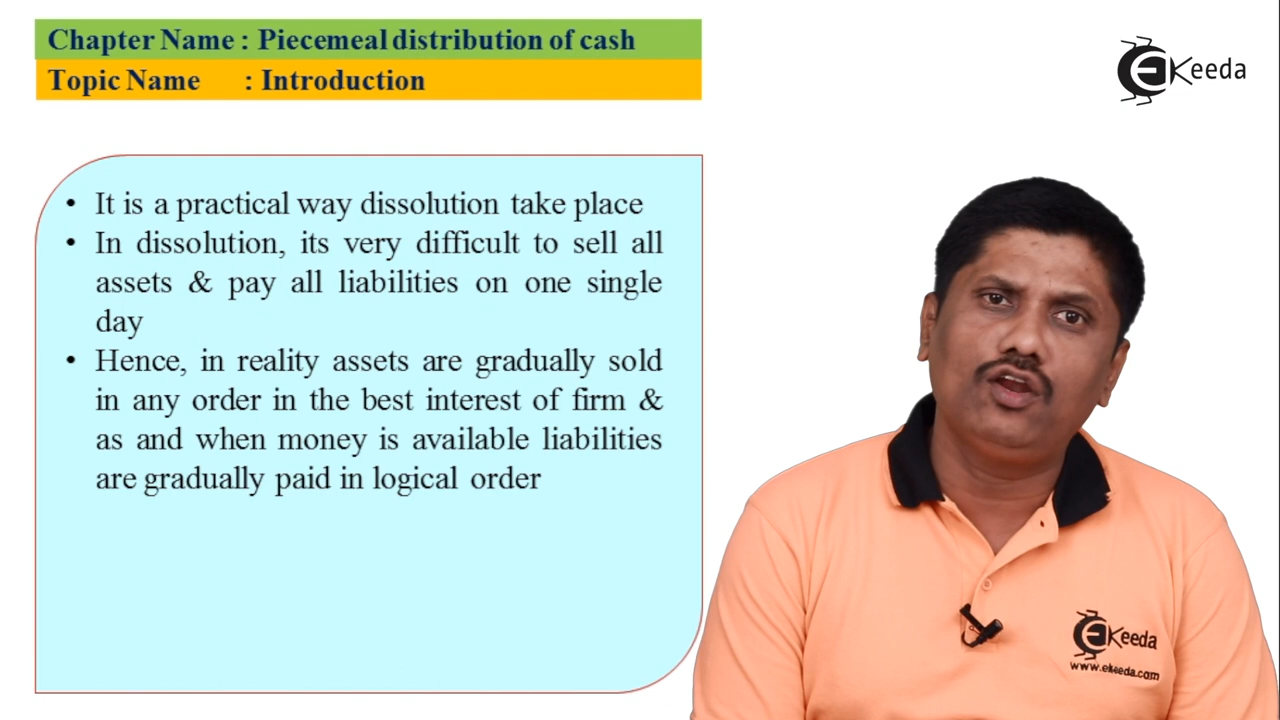 Chapter Name : Piecemeal distribution of cash
Topic Name : Introduction
EKeeda
• It is a practical way dissolution take place
• In dissolution, its very difficult to sell all
assets & pay all liabilities on one single
day
• Hence, in reality assets are gradually sold
in any order in the best interest of firm &
as and when money is available liabilities
are gradually paid in logical order
EKeeda
www.ekeeda.com